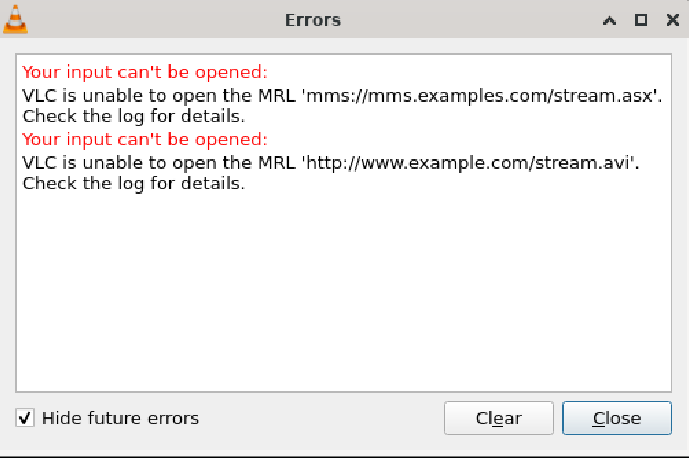 Errors
Your input can't be opened:
VLC is unable to open the MRL 'mms://mms.examples.com/stream.asx'.
Check the log for details.
Your input can't be opened:
VLC is unable to open the MRL 'http://www.example.com/stream.avi'.
Check the log for details.
Hide future errors
Clear
Close